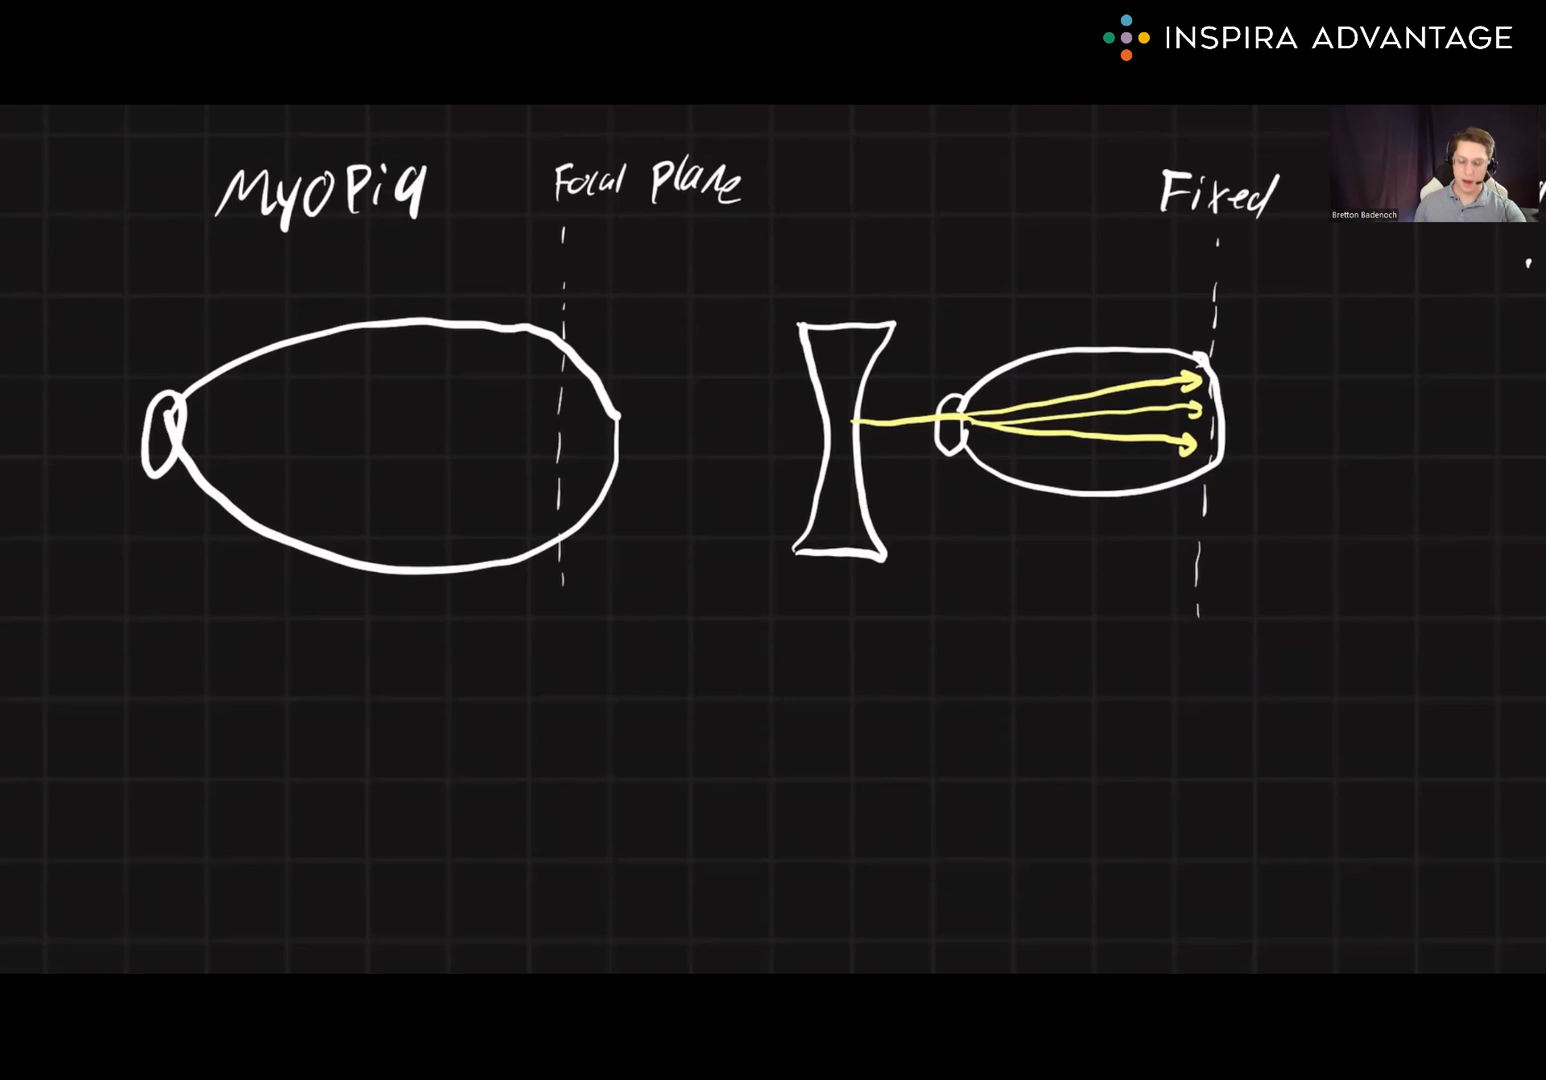 INSPIRA ADVANTAGE
Myopia
Focal Plane
Fixed
Bretton Badenoch